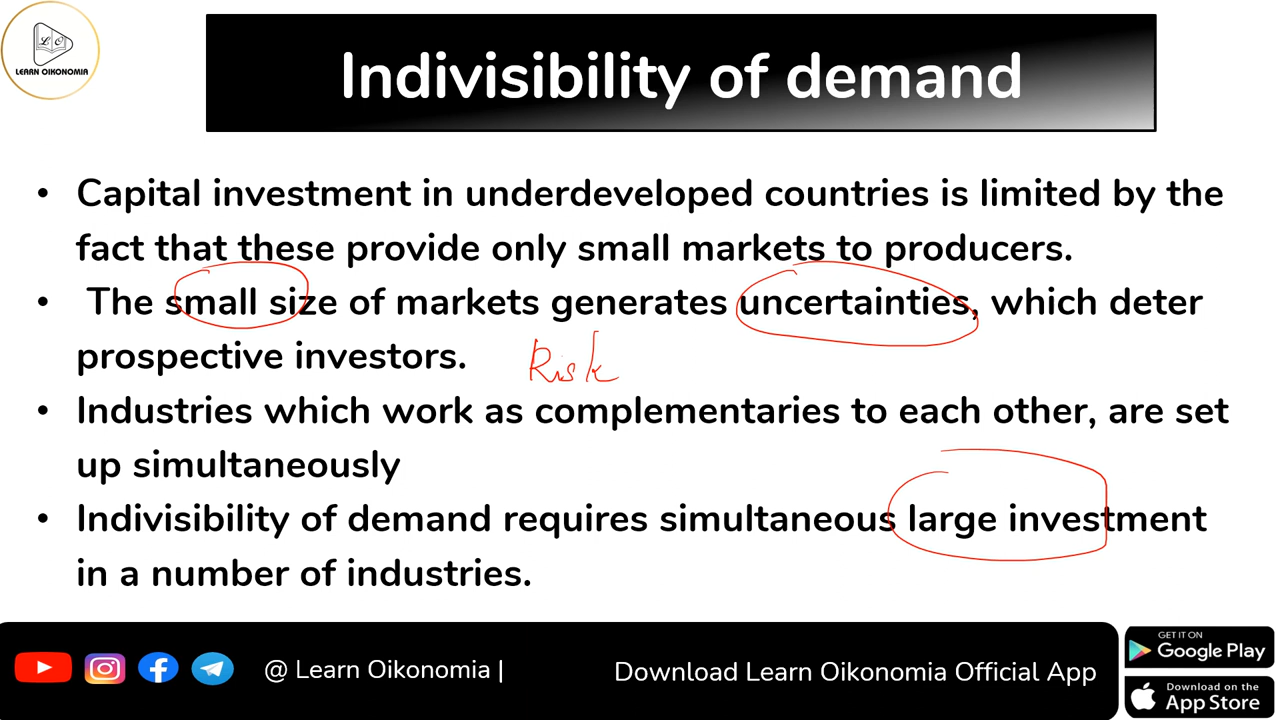 LO
LEARN OIKONOMIA
Indivisibility of demand
• Capital investment in underdeveloped countries is limited by the
fact that these provide only small markets to producers.
• The small size of markets generates uncertainties, which deter
prospective investors.
Risk
• Industries which work as complementaries to each other, are set
up simultaneously
• Indivisibility of demand requires simultaneous large investment
in a number of industries.
@ Learn Oikonomia |
Download Learn Oikonomia Official App
GET IT ON
Google Play
Download on the
App Store